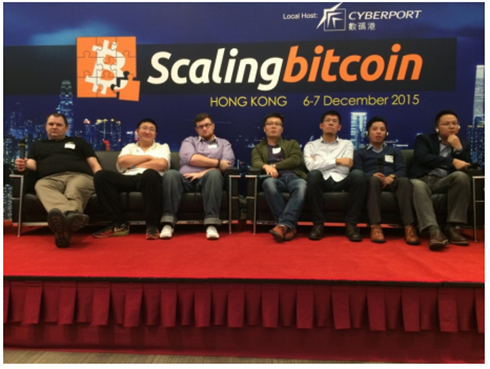 Local Host:
CYBERPORT
數碼港
Scalingbitcoin
HONG KONG 6-7 December 2015